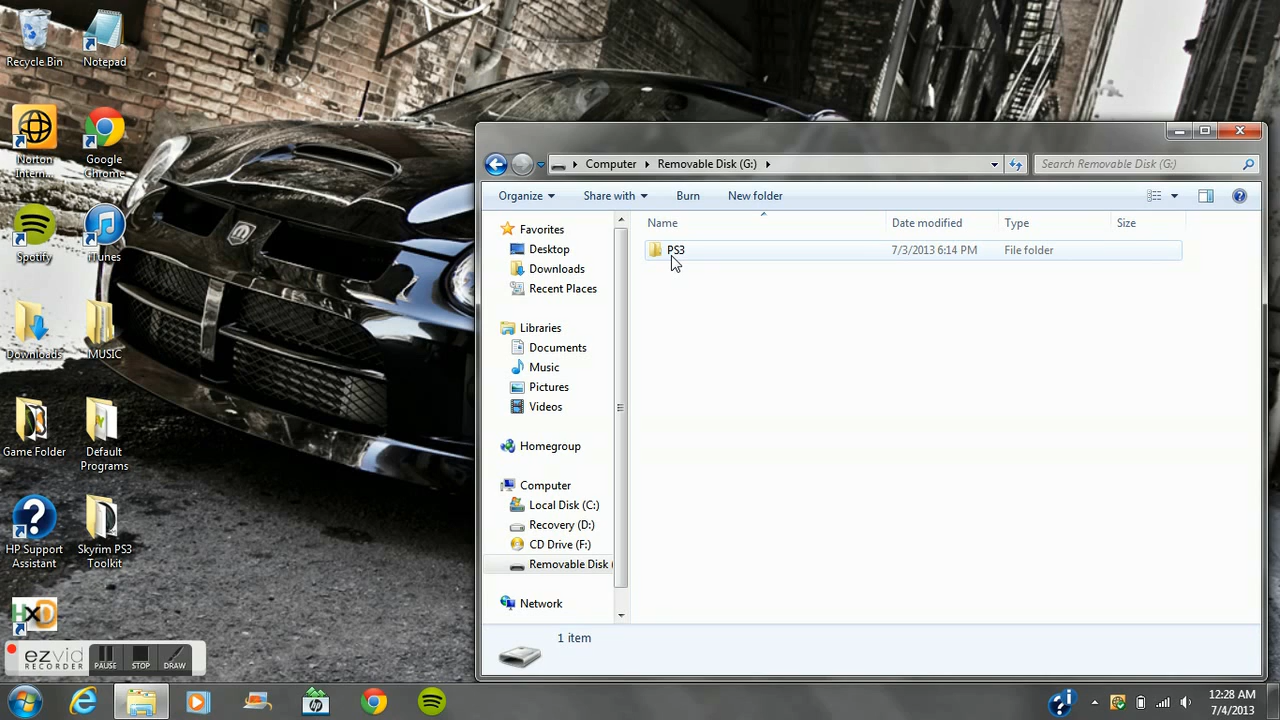 Recycle Bin
Notepad
Norton
Intern...
Google
Chrome
Spotify
iTunes
Downloads
MUSIC
Game Folder
Default
Programs
HP Support
Assistant
Skyrim PS3
Toolkit
HxD
ezvid
RECORDER
PAUSE
STOP
DRAW
Computer
Removable Disk (G:)
Search Removable Disk (G:)
Organize
Share with
Burn
New folder
Name
Date modified
Type
Size
PS3
7/3/2013 6:14 PM
File folder
Favorites
Desktop
Downloads
Recent Places
Libraries
Documents
Music
Pictures
Videos
Homegroup
Computer
Local Disk (C:)
Recovery (D:)
CD Drive (F:)
Removable Disk (
Network
1 item
12:28 AM
7/4/2013